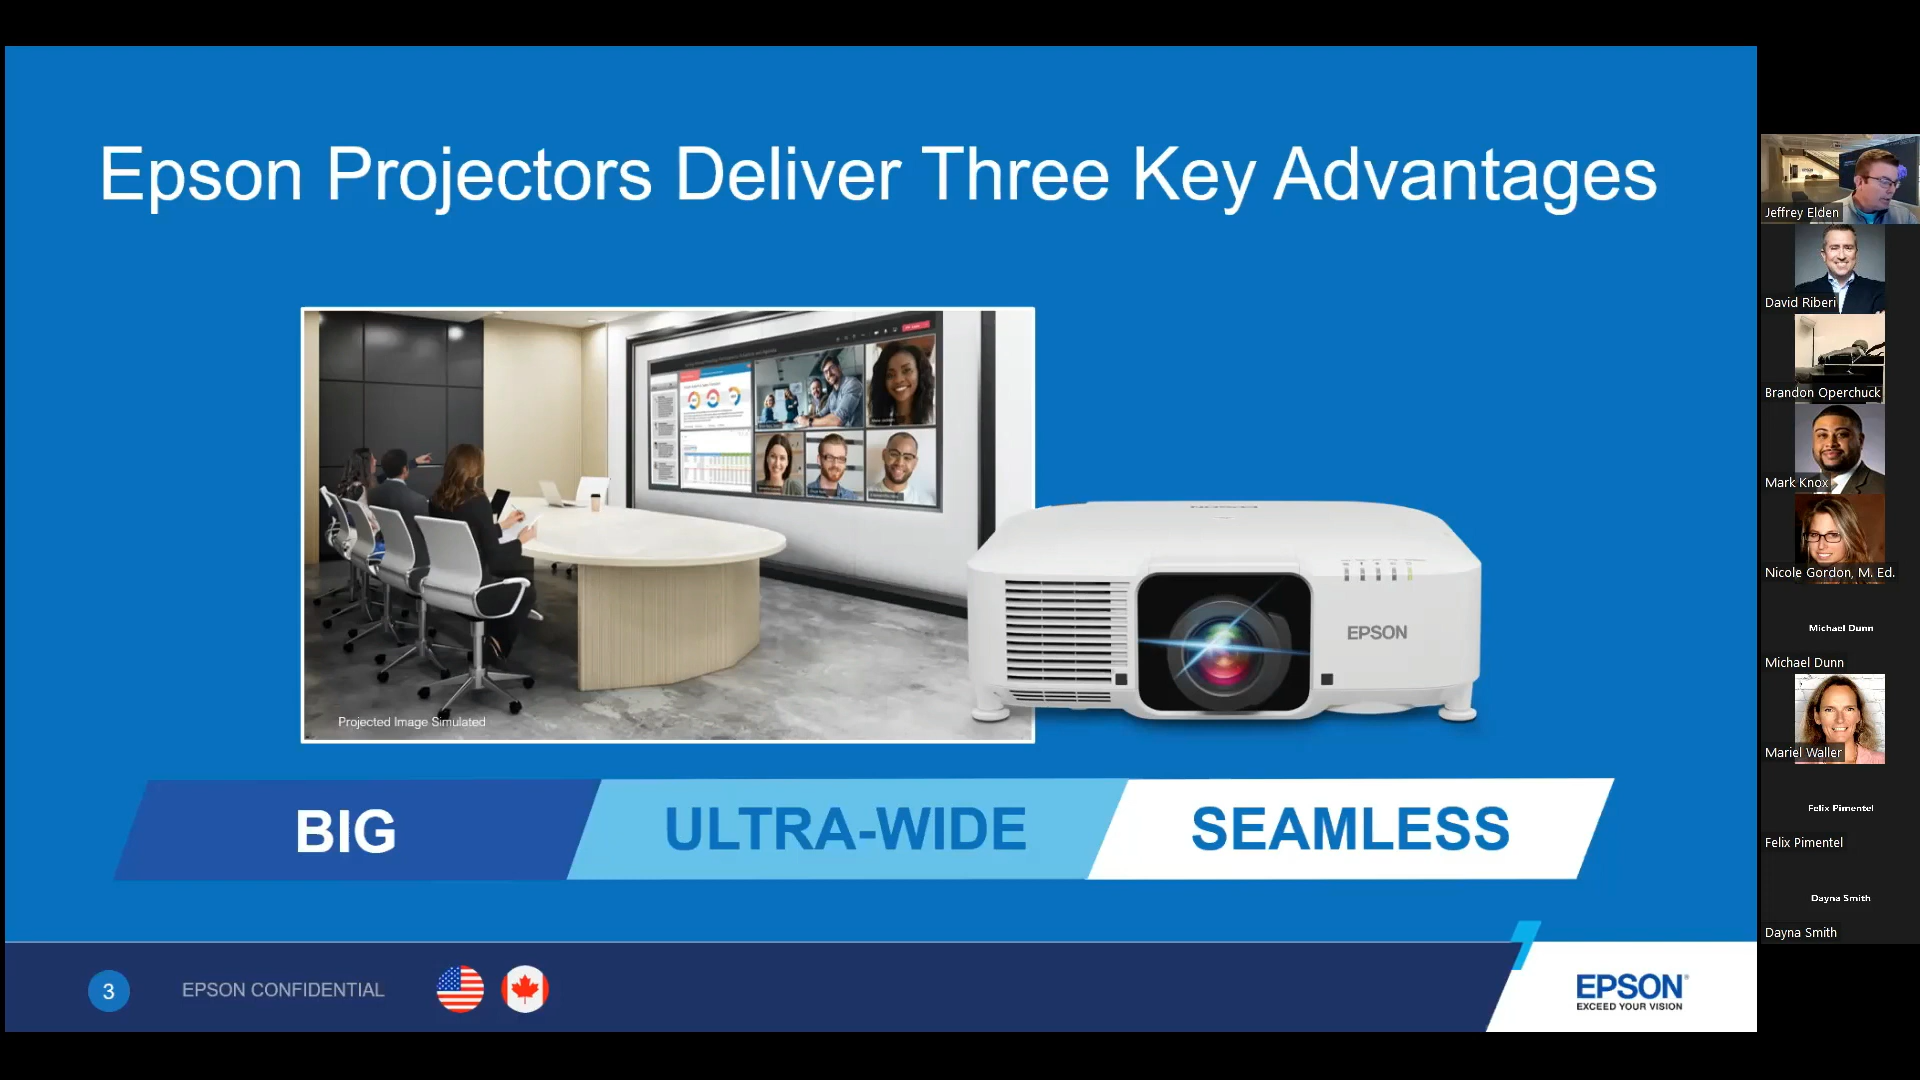 Epson Projectors Deliver Three Key Advantages
Projected Image Simulated
EPSON
EPSON
BIG
ULTRA-WIDE
SEAMLESS
3
EPSON CONFIDENTIAL
EPSON®
EXCEED YOUR VISION
Jeffrey Elden
David Riberi
Brandon Operchuck
Mark Knox
Nicole Gordon, M. Ed.
Michael Dunn
Michael Dunn
Mariel Waller
Felix Pimentel
Felix Pimentel
Dayna Smith
Dayna Smith